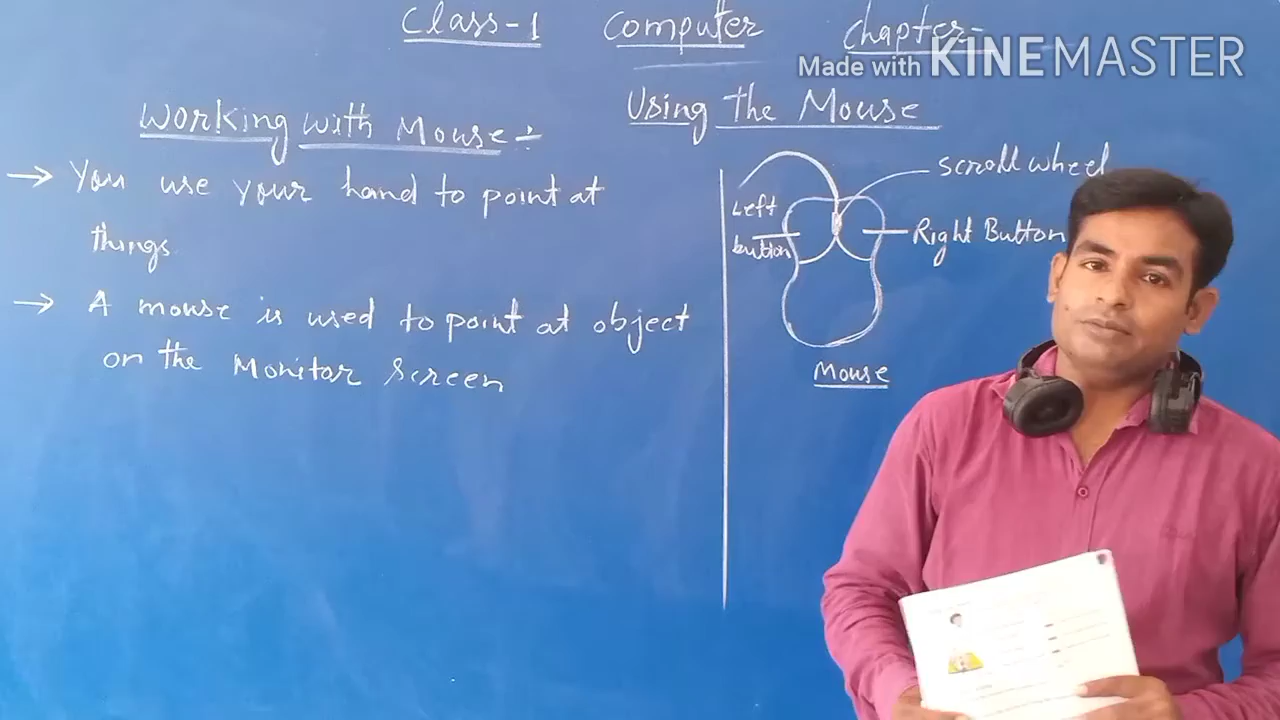 Class-1 Computer Chapter-
Made with KINEMASTER
Using the Mouse
Working with Mouse:-
→ You use your hand to point at
things
→ A mouse is used to point at object
on the Monitor Screen
Scroll wheel
Left
button
Right Button
Mouse